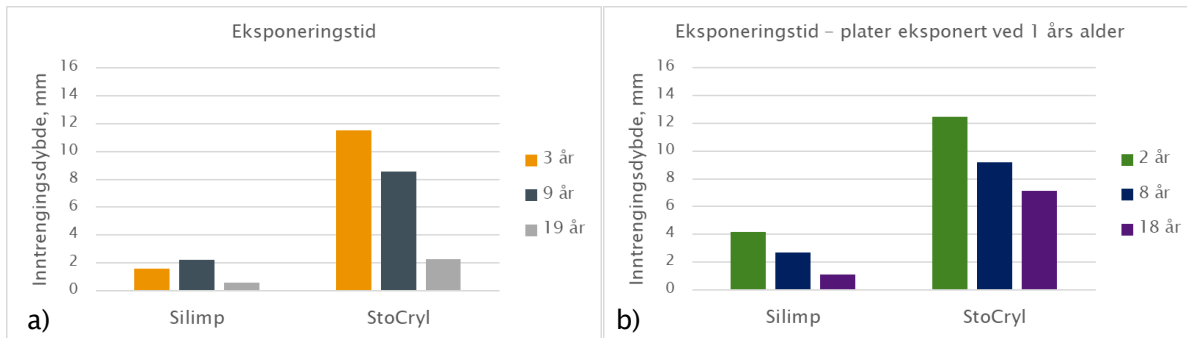 Eksponeringstid
Inntrengingsdybde, mm
16
14
12
10
8
6
4
2
0
Silimp
StoCryl
3 år
9 år
19 år
a)
Eksponeringstid – plater eksponert ved 1 års alder
Inntrengingsdybde, mm
16
14
12
10
8
6
4
2
0
Silimp
StoCryl
2 år
8 år
18 år
b)